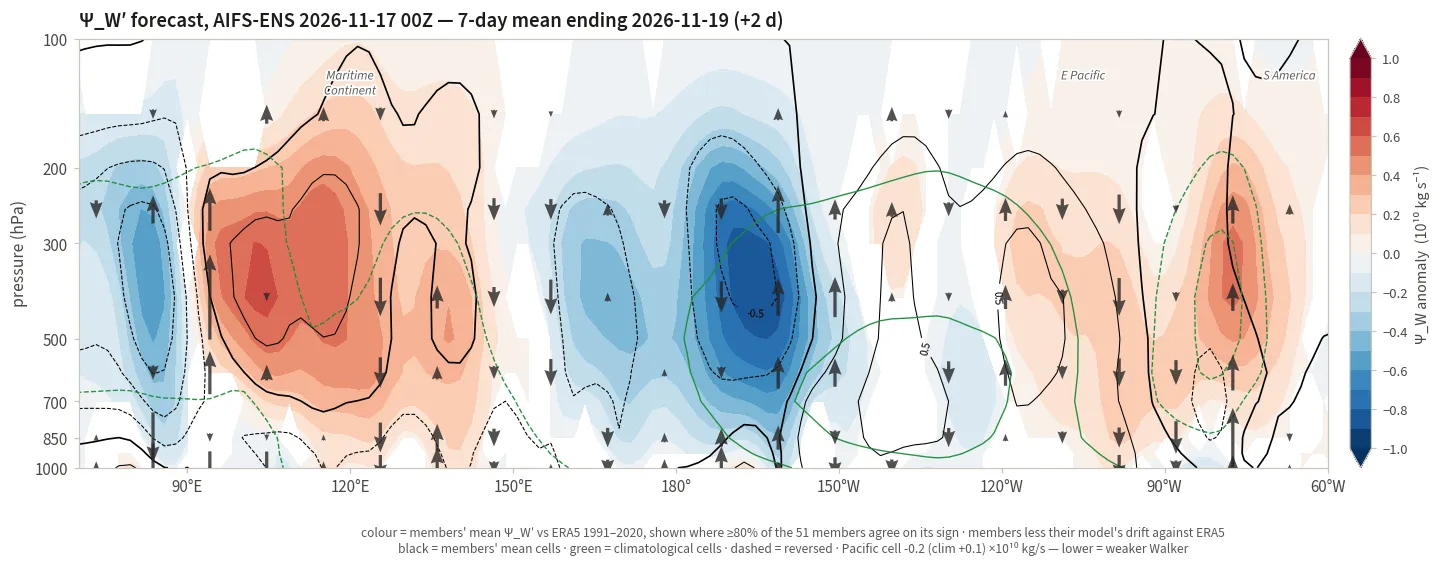 Ψ_W′ forecast, AIFS-ENS 2026-11-17 00Z — 7-day mean ending 2026-11-19 (+2 d)
100
200
300
400
500
700
850
1000
pressure (hPa)
Maritime
Continent
E Pacific
S America
-0.5
0.5
90°E
120°E
150°E
180°
150°W
120°W
90°W
60°W
1.0
0.8
0.6
0.4
0.2
0.0
−0.2
−0.4
−0.6
−0.8
−1.0
Ψ_W anomaly (10¹⁰ kg s⁻¹)
colour = members' mean Ψ_W′ vs ERA5 1991–2020, shown where ≥80% of the 51 members agree on its sign · members less their model's drift against ERA5
black = members' mean cells · green = climatological cells · dashed = reversed · Pacific cell -0.2 (clim +0.1) ×10¹⁰ kg/s — lower = weaker Walker